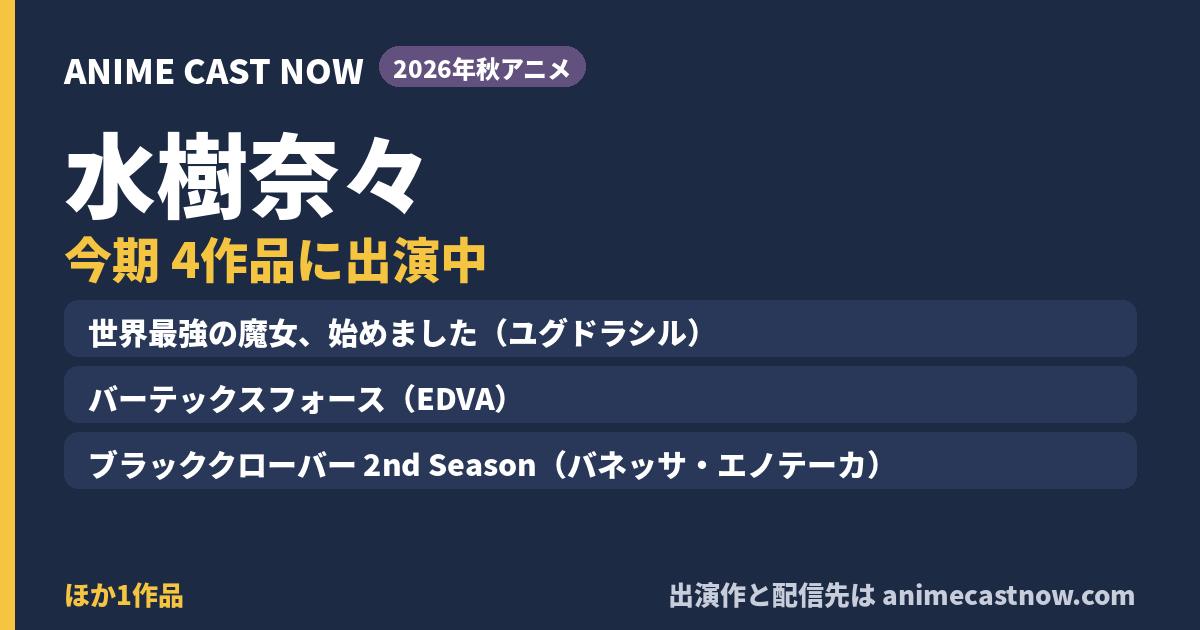 ANIME CAST NOW 2026年秋アニメ
水樹奈々
今期 4作品に出演中
世界最強の魔女、始めました（ユグドラシル）
バーテックスフォース（EDVA）
ブラッククローバー 2nd Season（バネッサ・エノテーカ）
ほか1作品
出演作と配信先は animecastnow.com